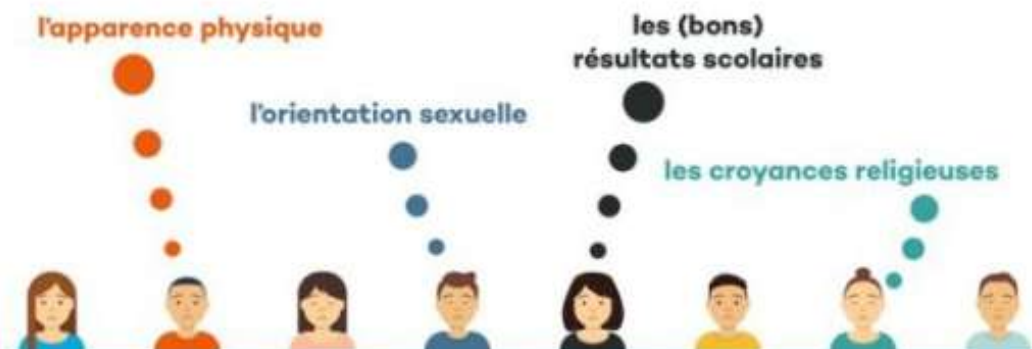 l'apparence physique
les (bons)
résultats scolaires
l'orientation sexuelle
les croyances religieuses